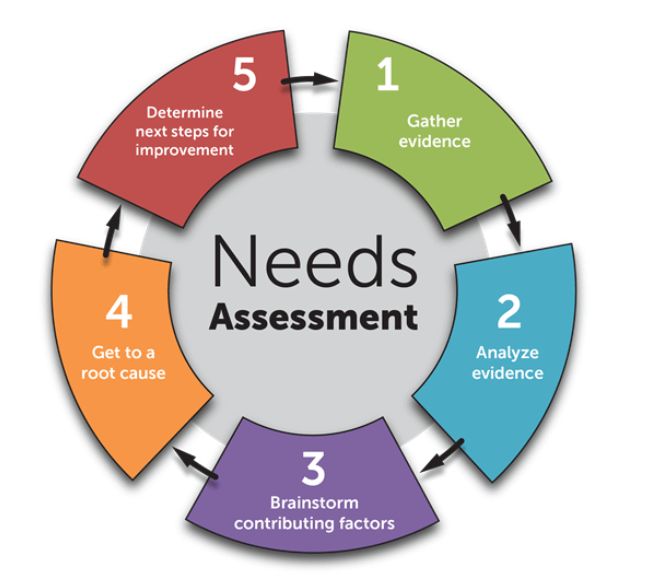 Needs
Assessment
1
Gather
evidence
2
Analyze
evidence
3
Brainstorm
contributing factors
4
Get to a
root cause
5
Determine
next steps for
improvement